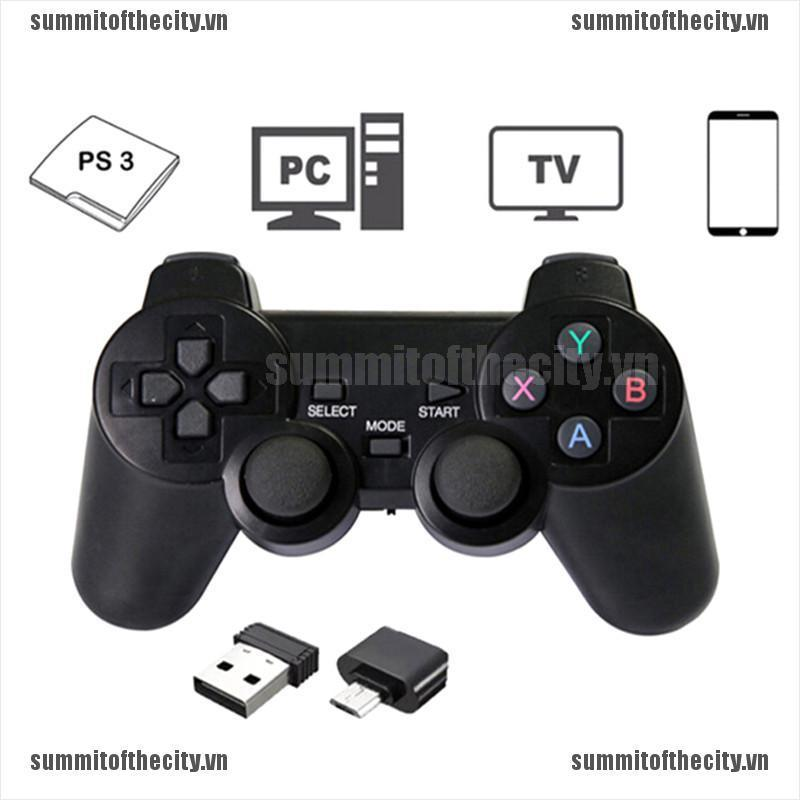 summitofthecity.vn
summitofthecity.vn
PS 3
PC
TV
summitofthecity.vn
Y
X
B
A
SELECT
START
MODE
summitofthecity.vn
summitofthecity.vn